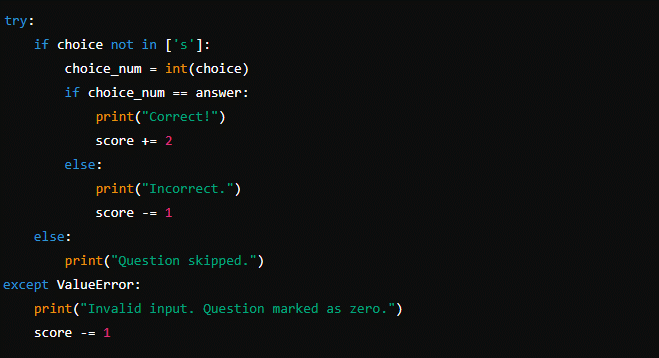 try:
    if choice not in ['s']:
        choice_num = int(choice)
        if choice_num == answer:
            print("Correct!")
            score += 2
        else:
            print("Incorrect.")
            score -= 1
    else:
        print("Question skipped.")
except ValueError:
    print("Invalid input. Question marked as zero.")
    score -= 1